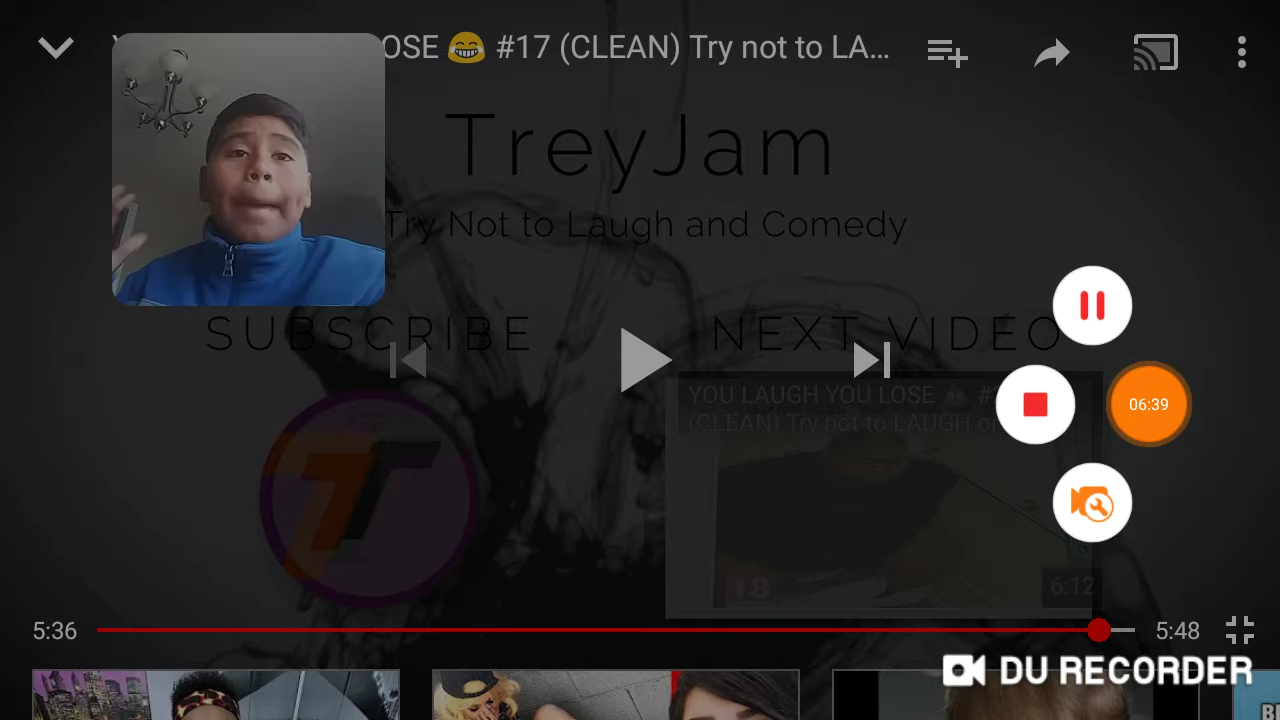 OSE 😂 #17 (CLEAN) Try not to LA...
TreyJam
Try Not to Laugh and Comedy
SUBSCRIBE
NEXT VIDEO
YOU LAUGH YOU LOSE
(CLEAN) Try not to LAUGH
T
18
6:12
06:39
5:36
5:48
DU RECORDER